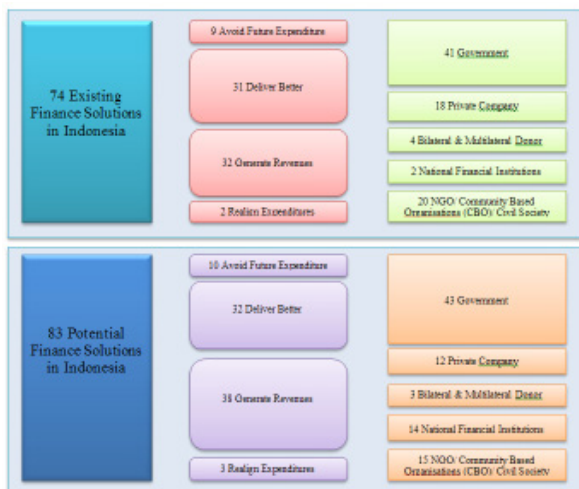 74 Existing
Finance Solutions
in Indonesia
9 Avoid Future Expenditure
31 Deliver Better
32 Generate Revenues
2 Realign Expenditures
41 Government
18 Private Company
4 Bilateral & Multilateral Donor
2 National Financial Institutions
20 NGO/ Community Based
Organisations (CBO)/ Civil Society
83 Potential
Finance Solutions
in Indonesia
10 Avoid Future Expenditure
32 Deliver Better
38 Generate Revenues
3 Realign Expenditures
43 Government
12 Private Company
3 Bilateral & Multilateral Donor
14 National Financial Institutions
15 NGO/ Community Based
Organisations (CBO)/ Civil Society